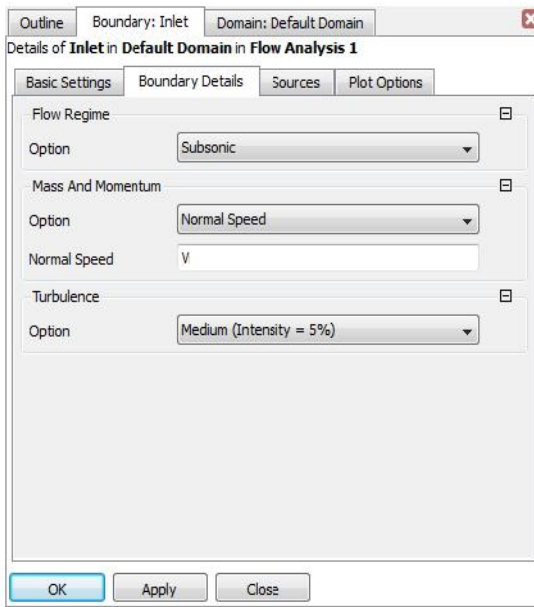 Outline Boundary: Inlet Domain: Default Domain
Details of Inlet in Default Domain in Flow Analysis 1
Basic Settings Boundary Details Sources Plot Options
Flow Regime
Option Subsonic
Mass And Momentum
Option Normal Speed
Normal Speed V
Turbulence
Option Medium (Intensity = 5%)
OK Apply Close